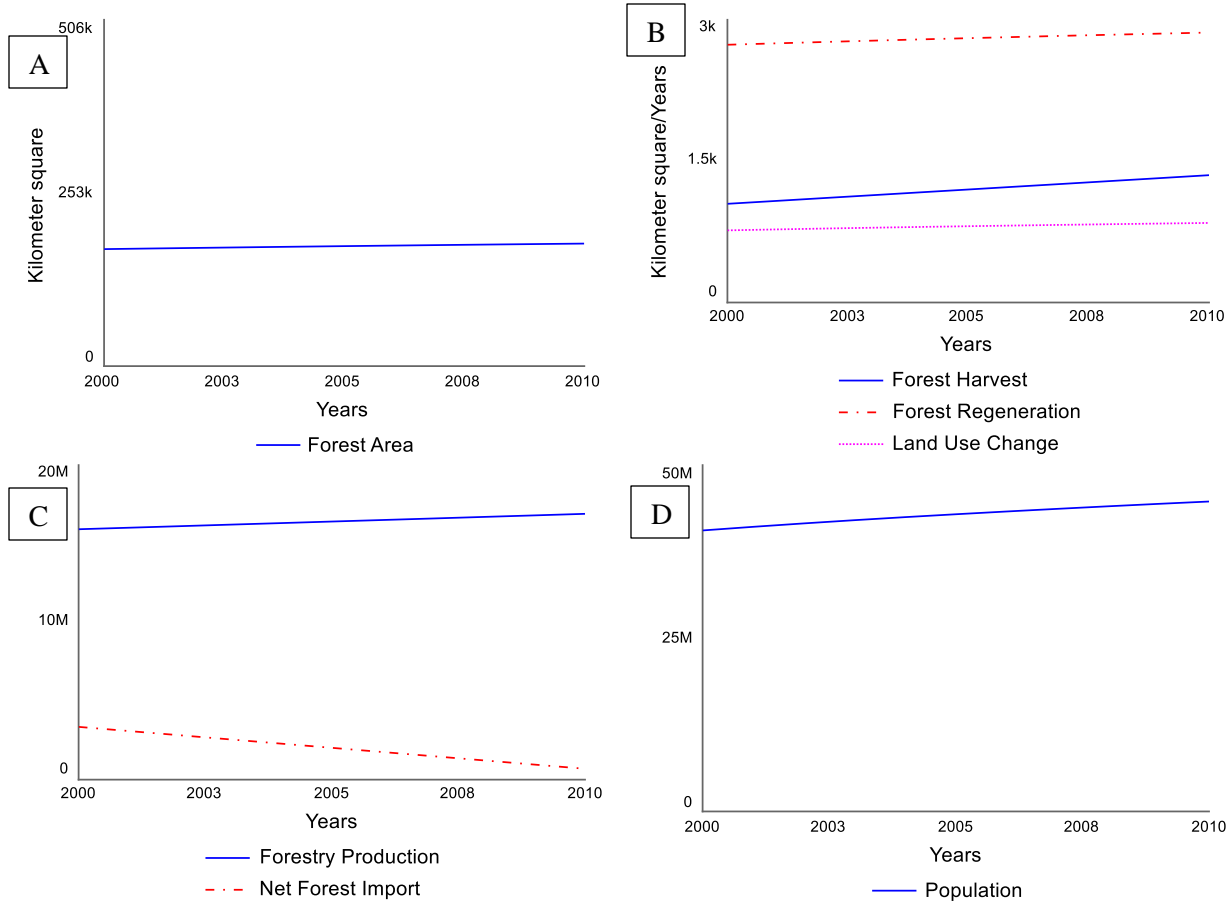 506k
A
Kilometer square
253k
0
2000 2003 2005 2008 2010
Years
Forest Area
3k
B
Kilometer square/Years
1.5k
0
2000 2003 2005 2008 2010
Years
Forest Harvest
Forest Regeneration
Land Use Change
20M
C
10M
0
2000 2003 2005 2008 2010
Years
Forestry Production
Net Forest Import
50M
D
25M
0
2000 2003 2005 2008 2010
Years
Population